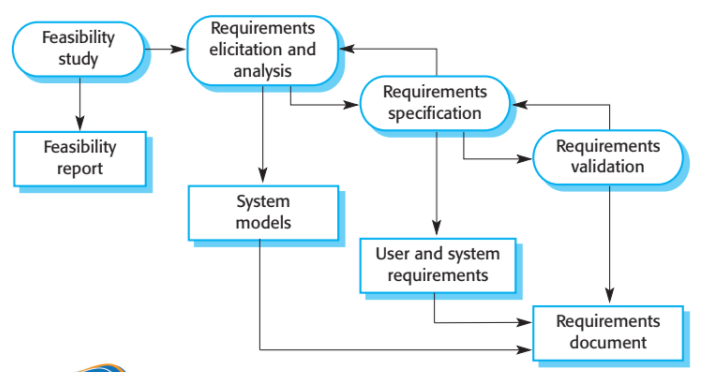 Feasibility
study
Requirements
elicitation and
analysis
Requirements
specification
Requirements
validation
Feasibility
report
System
models
User and system
requirements
Requirements
document